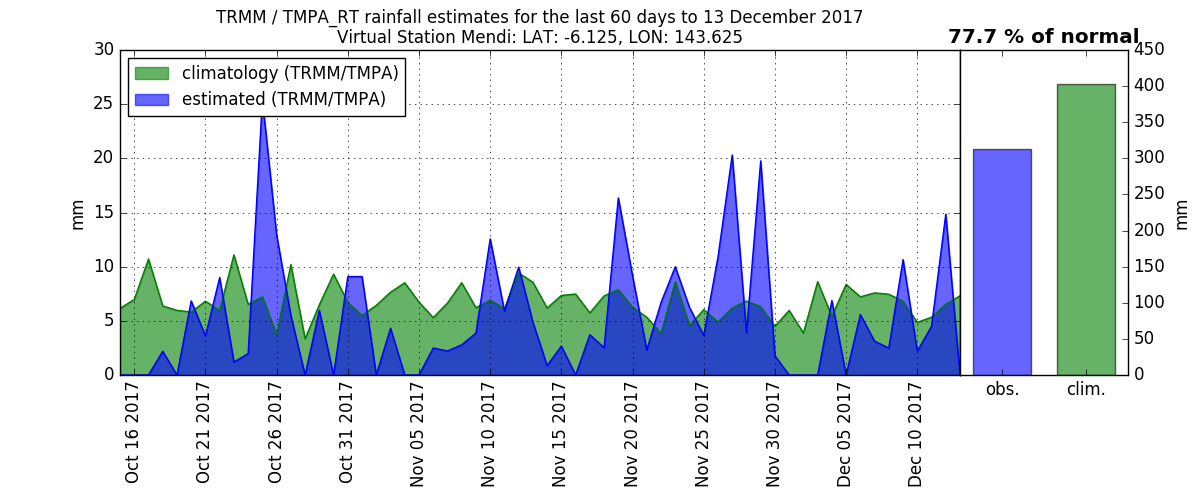 TRMM / TMPA_RT rainfall estimates for the last 60 days to 13 December 2017
Virtual Station Mendi: LAT: -6.125, LON: 143.625
77.7 % of normal
climatology (TRMM/TMPA)
estimated (TRMM/TMPA)
30
25
20
15
10
5
0
mm
Oct 16 2017
Oct 21 2017
Oct 26 2017
Oct 31 2017
Nov 05 2017
Nov 10 2017
Nov 15 2017
Nov 20 2017
Nov 25 2017
Nov 30 2017
Dec 05 2017
Dec 10 2017
450
400
350
300
250
200
150
100
50
0
mm
obs.
clim.